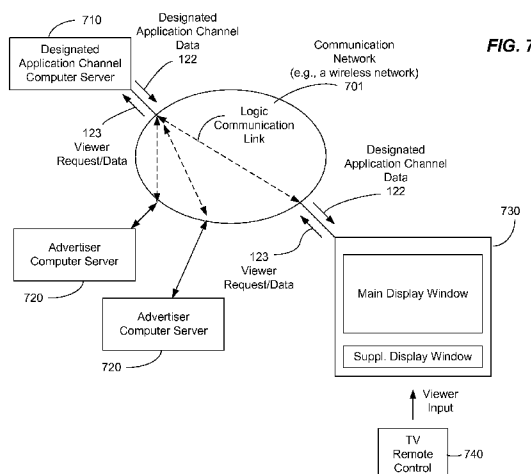 710
Designated
Application Channel
Computer Server
Designated
Application Channel
Data
122
Communication
Network
(e.g., a wireless network)
701
FIG. 7
123
Viewer
Request/Data
Logic
Communication
Link
Designated
Application Channel
Data
122
730
Advertiser
Computer Server
720
123
Viewer
Request/Data
Advertiser
Computer Server
720
Main Display Window
Suppl. Display Window
Viewer
Input
TV
Remote
Control
740